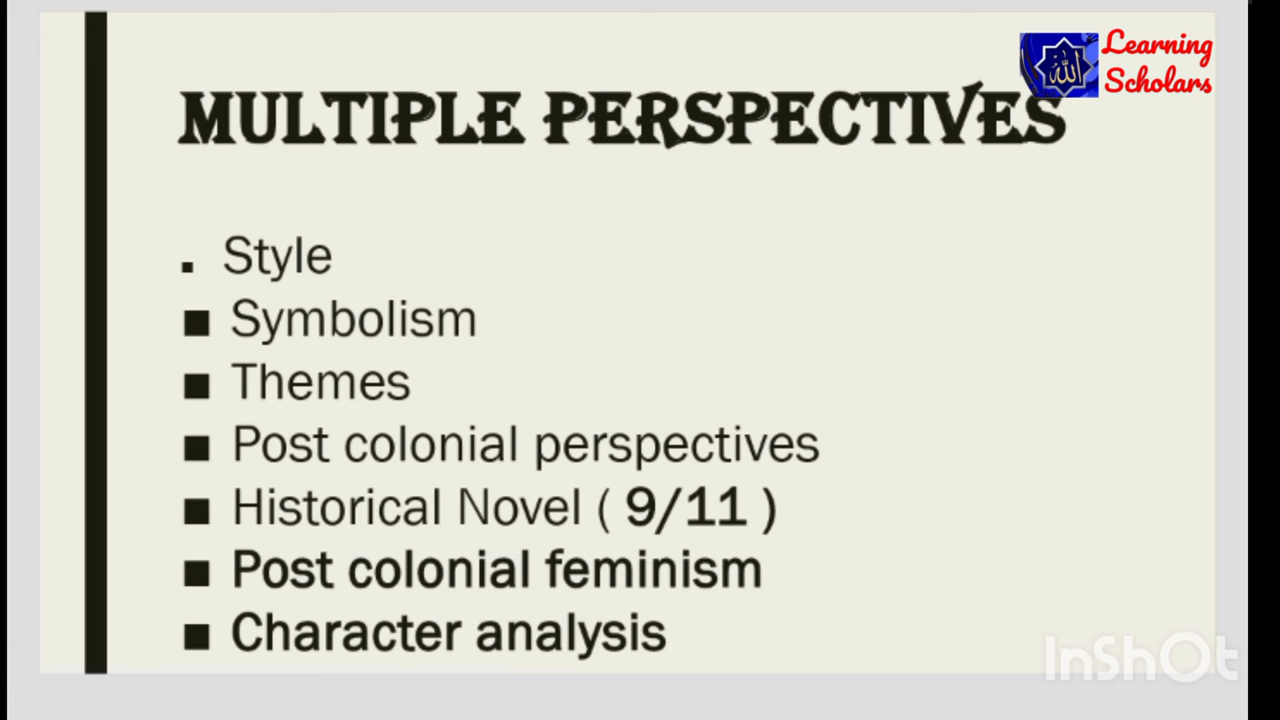 Learning
Scholars
الله
MULTIPLE PERSPECTIVES
. Style
■ Symbolism
■ Themes
■ Post colonial perspectives
■ Historical Novel ( 9/11 )
■ Post colonial feminism
■ Character analysis
InShOt